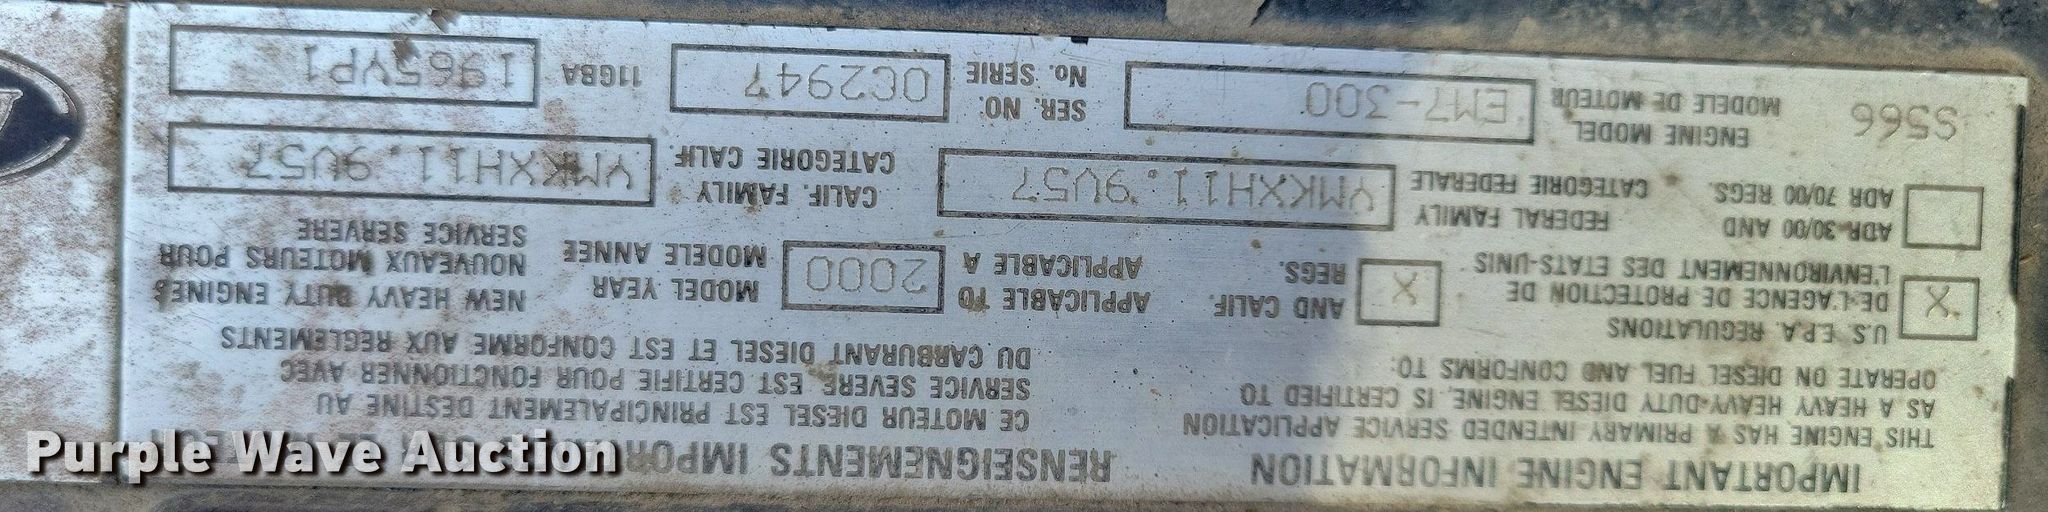 IMPORTANT ENGINE INFORMATION
THIS ENGINE HAS A PRIMARY INTENDED SERVICE APPLICATION
AS A HEAVY HEAVY-DUTY DIESEL ENGINE, IS CERTIFIED TO
OPERATE ON DIESEL FUEL AND CONFORMS TO:
RENSEIGNEMENTS
CE MOTEUR DIESEL EST PRINCIPALEMENT DESTINE AU
SERVICE SEVERE, EST CERTIFIE POUR FONCTIONNER AVEC
DU CARBURANT DIESEL ET EST CONFORME AUX REGLEMENTS
X
U.S. E.P.A. REGULATIONS
DE L'AGENCE DE PROTECTION DE
L'ENVIRONNEMENT DES ETATS-UNIS
X
AND CALIF.
REGS.
APPLICABLE TO
APPLICABLE A
2000
MODEL YEAR
MODELE ANNEE
NEW HEAVY DUTY ENGINES
NOUVEAUX MOTEURS POUR
SERVICE SERVERE
ADR 30/00 AND
ADR 70/00 REGS.
FEDERAL FAMILY
CATEGORIE FEDERALE
YMKXH11.9V57
CALIF. FAMILY
CATEGORIE CALIF.
YMKXH11.9V57
S566
ENGINE MODEL
MODELE DE MOTEUR
EM7-300
SER. NO.
No. SERIE
0C2947
11GBA
1965YP1
Purple Wave Auction